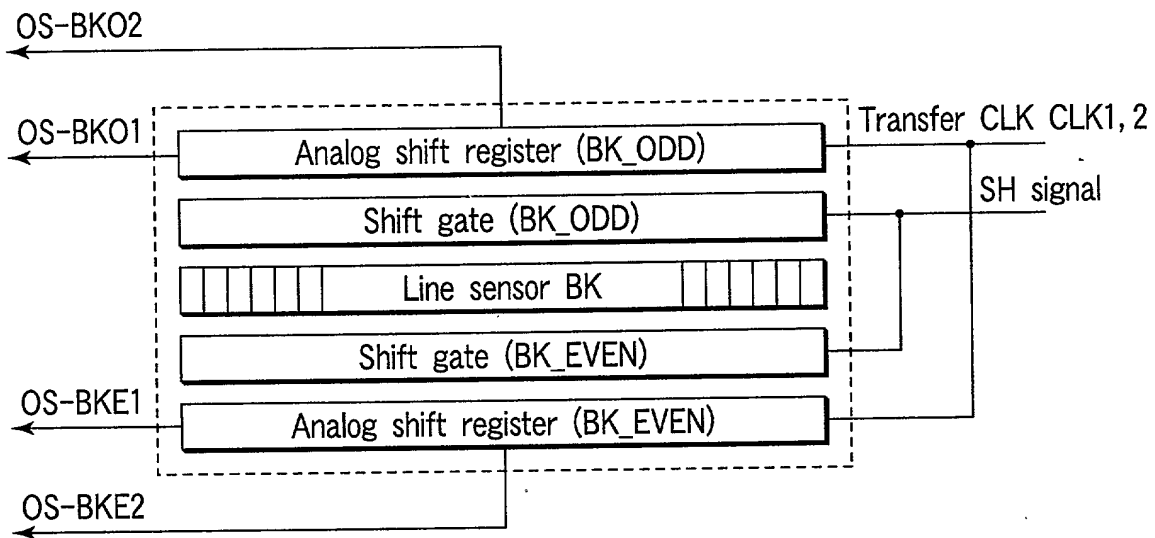 OS-BKO2
OS-BKO1
Transfer CLK CLK1, 2
Analog shift register (BK_ODD)
SH signal
Shift gate (BK_ODD)
Line sensor BK
Shift gate (BK_EVEN)
OS-BKE1
Analog shift register (BK_EVEN)
OS-BKE2